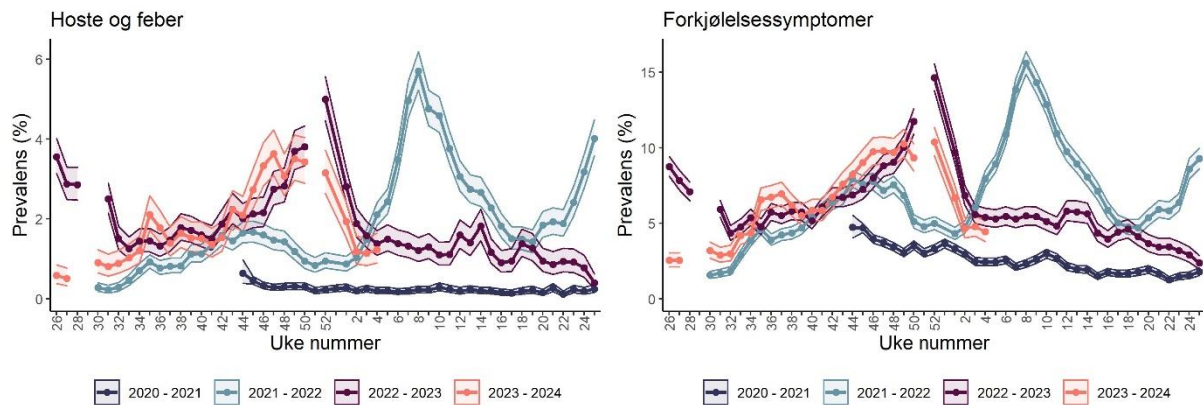 Hoste og feber
Prevalens (%)
6
4
2
0
26 28 30 32 34 36 38 40 42 44 46 48 50 52 2 4 6 8 10 12 14 16 18 20 22 24
Uke nummer
2020 - 2021 2021 - 2022 2022 - 2023 2023 - 2024
Forkjølelsessymptomer
Prevalens (%)
15
10
5
0
26 28 30 32 34 36 38 40 42 44 46 48 50 52 2 4 6 8 10 12 14 16 18 20 22 24
Uke nummer
2020 - 2021 2021 - 2022 2022 - 2023 2023 - 2024